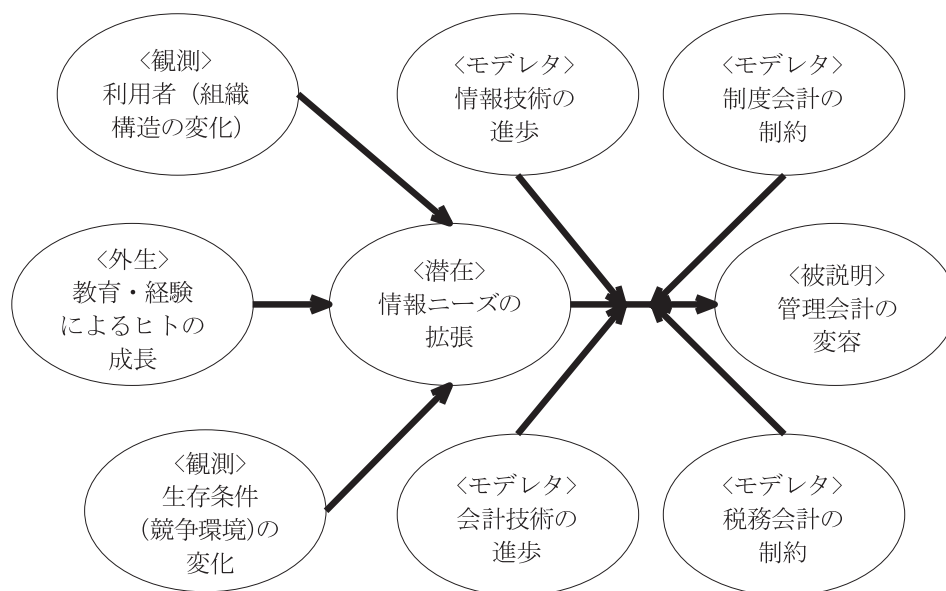 <観測>
利用者（組織
構造の変化）
<モデレタ>
情報技術の
進歩
<モデレタ>
制度会計の
制約
<外生>
教育・経験
によるヒトの
成長
<潜在>
情報ニーズの
拡張
<被説明>
管理会計の
変容
<観測>
生存条件
(競争環境)の
変化
<モデレタ>
会計技術の
進歩
<モデレタ>
税務会計の
制約